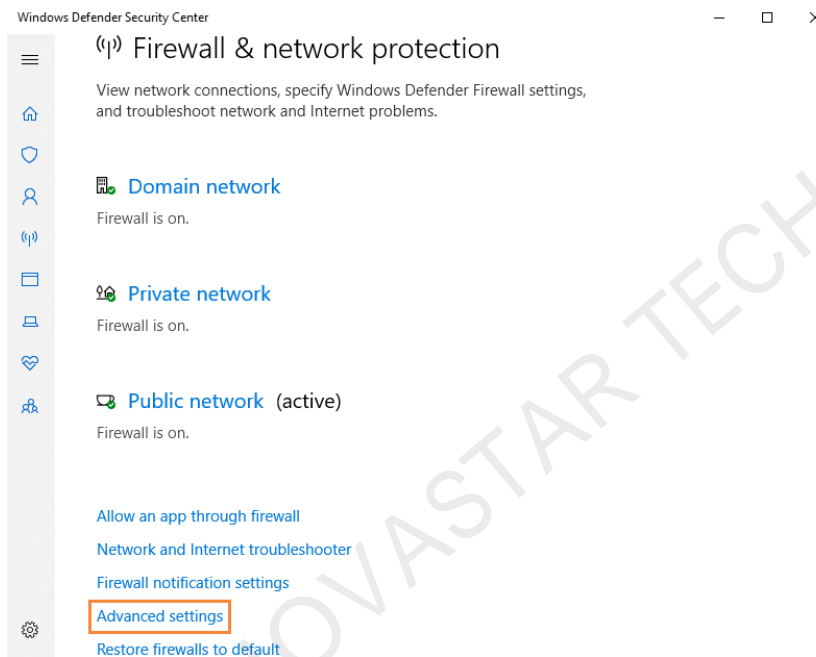 Windows Defender Security Center
Firewall & network protection
View network connections, specify Windows Defender Firewall settings,
and troubleshoot network and Internet problems.
Domain network
Firewall is on.
Private network
Firewall is on.
Public network (active)
Firewall is on.
Allow an app through firewall
Network and Internet troubleshooter
Firewall notification settings
Advanced settings
Restore firewalls to default
OVASTAR TECH